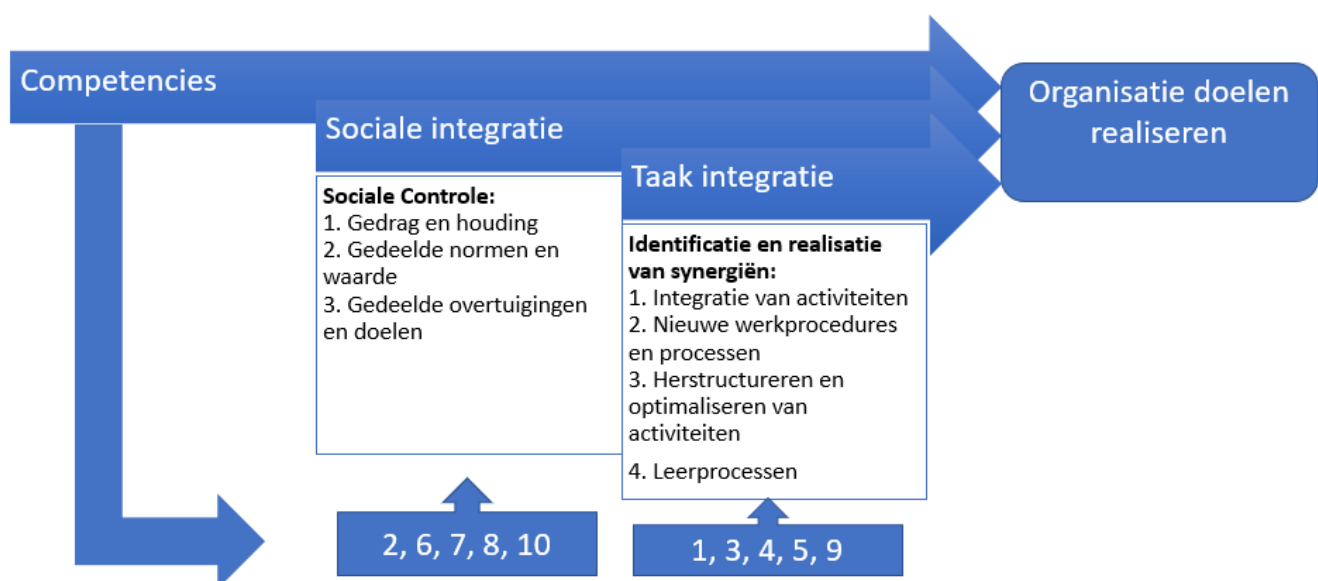 Competencies
Organisatie doelen
realiseren
Sociale integratie
Taak integratie
Sociale Controle:
1. Gedrag en houding
2. Gedeelde normen en
waarde
3. Gedeelde overtuigingen
en doelen
Identificatie en realisatie
van synergiën:
1. Integratie van activiteiten
2. Nieuwe werkprocedures
en processen
3. Herstructureren en
optimaliseren van
activiteiten
4. Leerprocessen
2, 6, 7, 8, 10
1, 3, 4, 5, 9